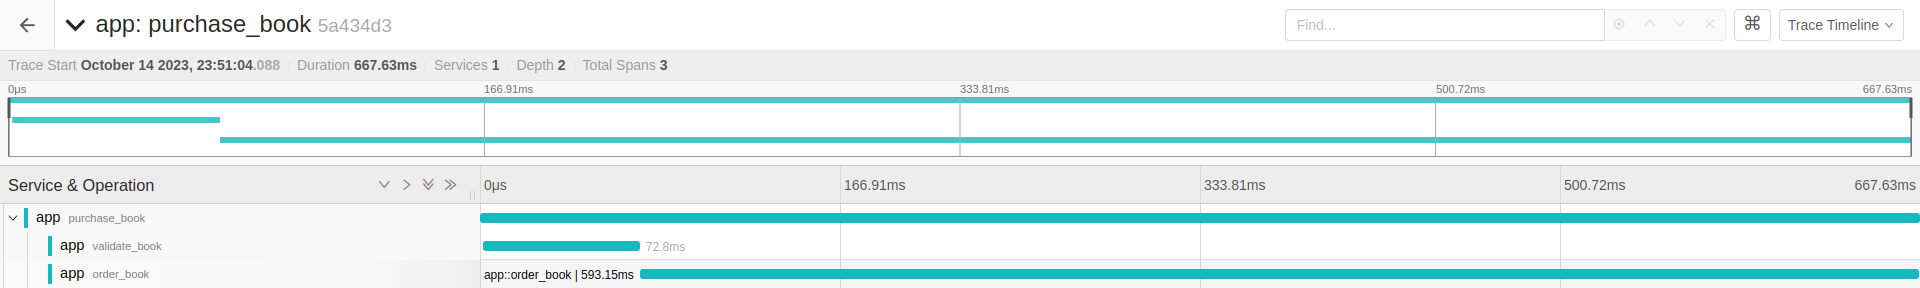 app: purchase_book 5a434d3
Find...
⌘
Trace Timeline
Trace Start October 14 2023, 23:51:04.088 Duration 667.63ms Services 1 Depth 2 Total Spans 3
0μs 166.91ms 333.81ms 500.72ms 667.63ms
Service & Operation 0μs 166.91ms 333.81ms 500.72ms 667.63ms
app purchase_book
app validate_book 72.8ms
app order_book app::order_book | 593.15ms